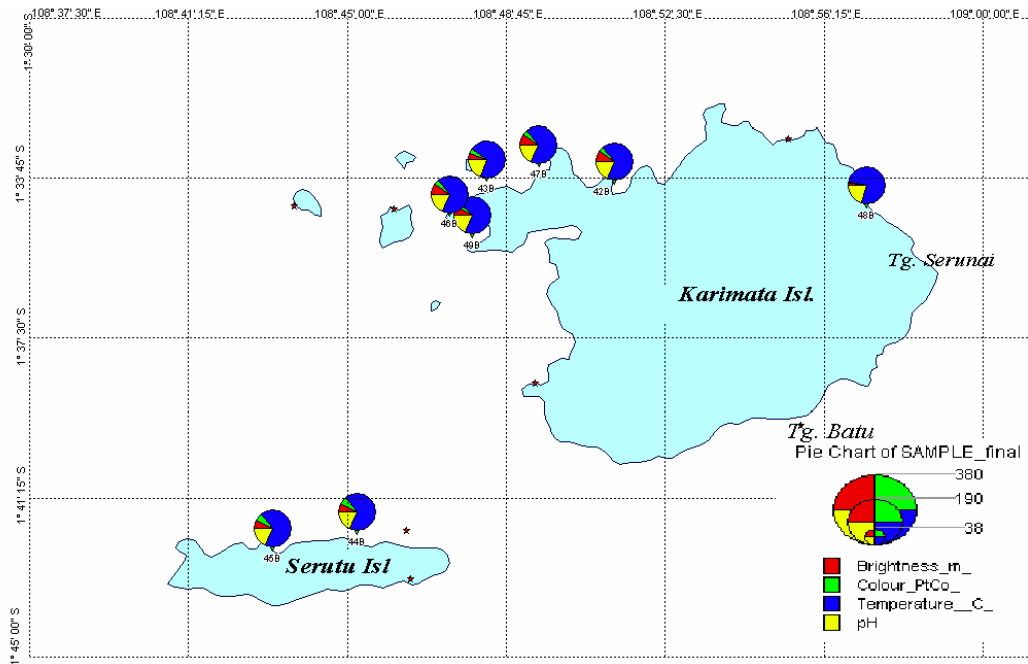 108° 37'30" E
108° 41'15" E
108° 45'00" E
108° 48'45" E
108° 52'30" E
108° 56'15" E
109° 00'00" E
1° 30'00" S
1° 33'45" S
1° 37'30" S
1° 41'15" S
1° 45'00" S
43B
47B
42B
48B
46B
49B
Tg. Serunai
Karimata Isl.
Tg. Batu
44B
45B
Serutu Isl
Pie Chart of SAMPLE_final
380
190
38
Brightness_m_
Colour_PtCo_
Temperature__C_
pH